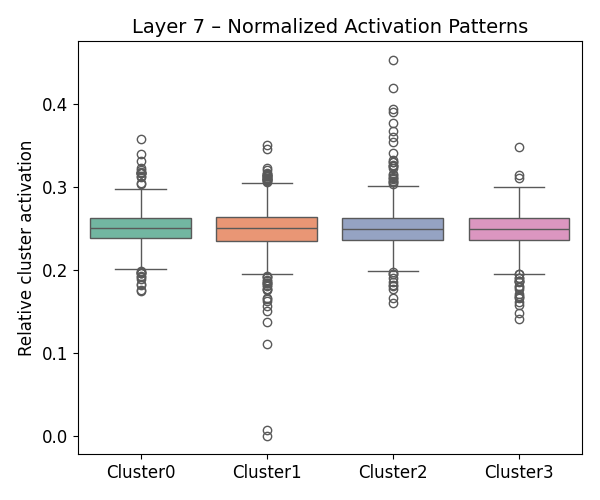 Layer 7 – Normalized Activation Patterns
Relative cluster activation
0.4
0.3
0.2
0.1
0.0
Cluster0 Cluster1 Cluster2 Cluster3